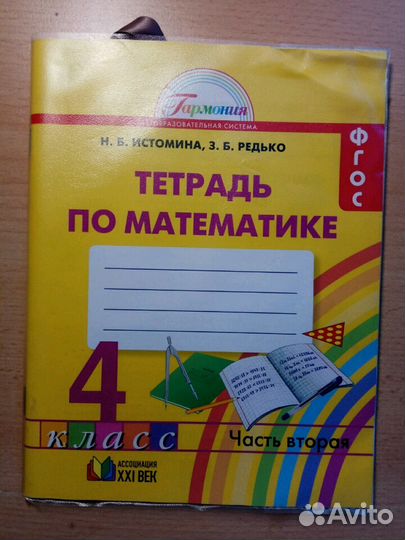 Гармония
ОБРАЗОВАТЕЛЬНАЯ СИСТЕМА
ФГОС
Н. Б. ИСТОМИНА, З. Б. РЕДЬКО
ТЕТРАДЬ
ПО МАТЕМАТИКЕ
4
класс
Часть вторая
АССОЦИАЦИЯ
XXI ВЕК
Avito